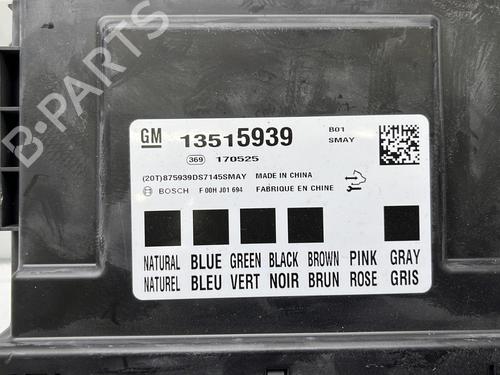 B-PARTS
GM 13515939 B01
SMAY
369 170525
(20T)875939DS7145SMAY MADE IN CHINA
BOSCH F 00H J01 694 FABRIQUE EN CHINE
NATURAL BLUE GREEN BLACK BROWN PINK GRAY
NATUREL BLEU VERT NOIR BRUN ROSE GRIS